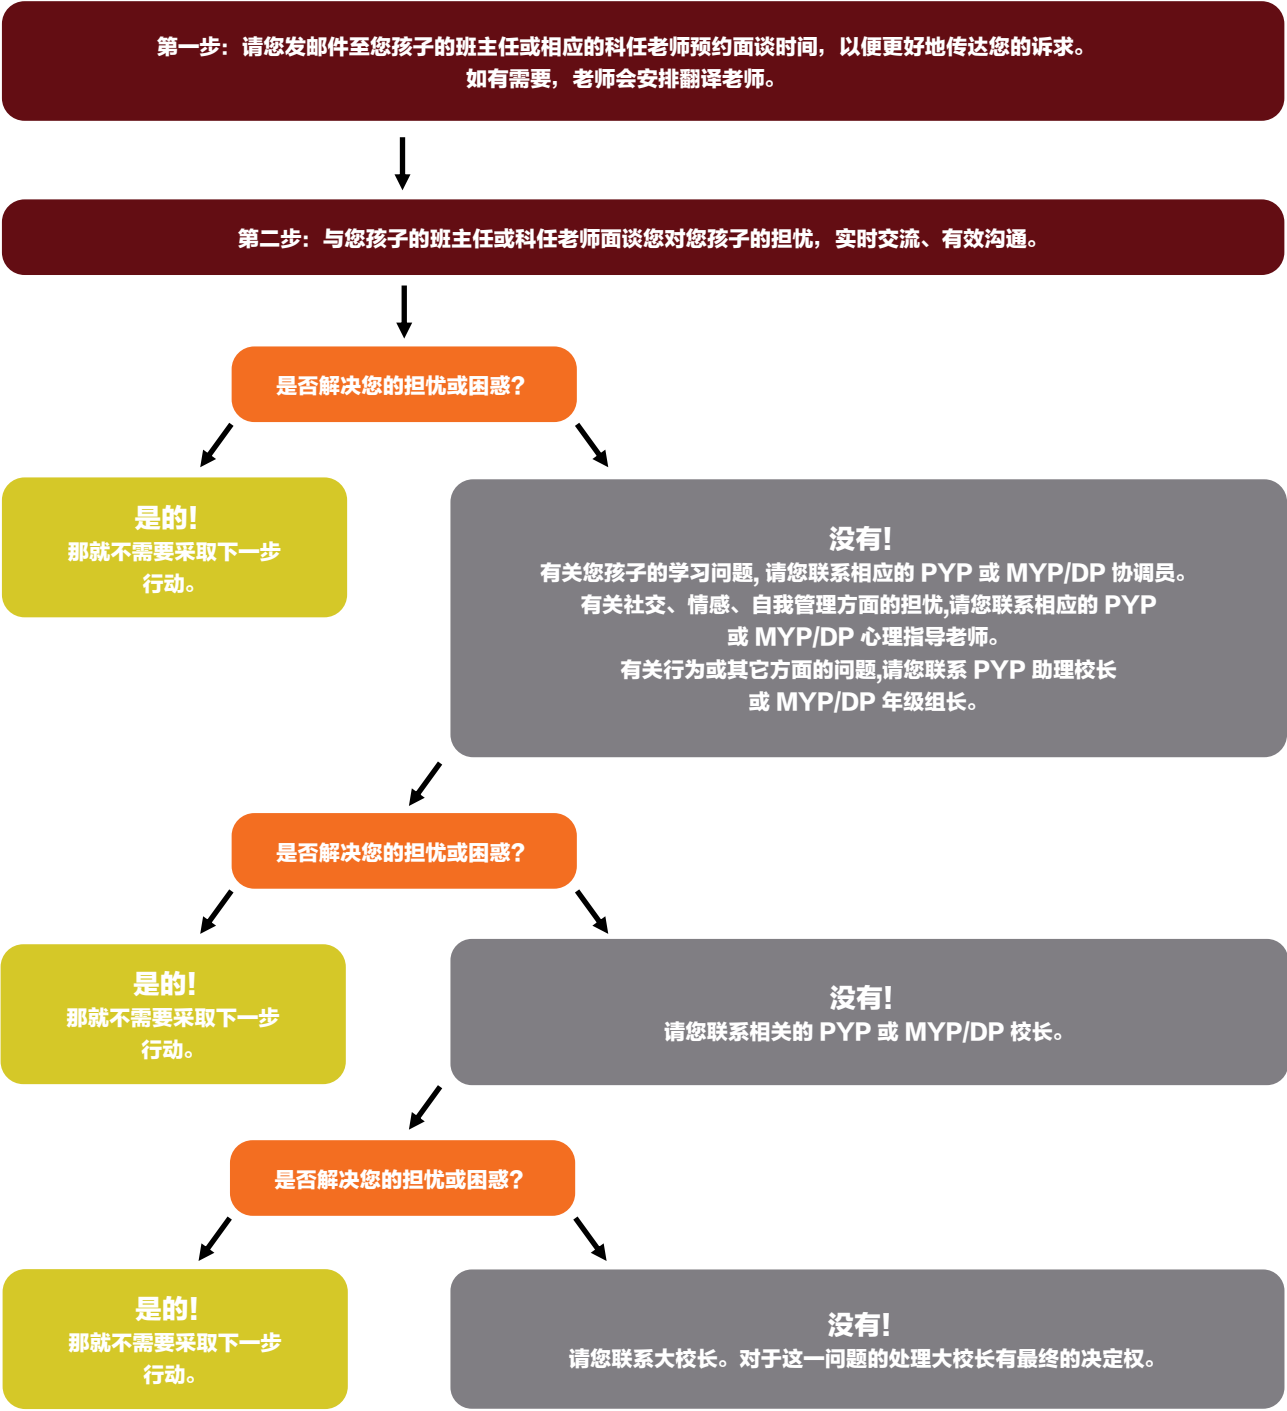 第一步：请您发邮件至您孩子的班主任或相应的科任老师预约面谈时间，以便更好地传达您的诉求。
如有需要，老师会安排翻译老师。
第二步：与您孩子的班主任或科任老师面谈您对您孩子的担忧，实时交流、有效沟通。
是否解决您的担忧或困惑?
是的!
那就不需要采取下一步
行动。
没有!
有关您孩子的学习问题, 请您联系相应的 PYP 或 MYP/DP 协调员。
有关社交、情感、自我管理方面的担忧,请您联系相应的 PYP
或 MYP/DP 心理指导老师。
有关行为或其它方面的问题,请您联系 PYP 助理校长
或 MYP/DP 年级组长。
是否解决您的担忧或困惑?
是的!
那就不需要采取下一步
行动。
没有!
请您联系相关的 PYP 或 MYP/DP 校长。
是否解决您的担忧或困惑?
是的!
那就不需要采取下一步
行动。
没有!
请您联系大校长。对于这一问题的处理大校长有最终的决定权。